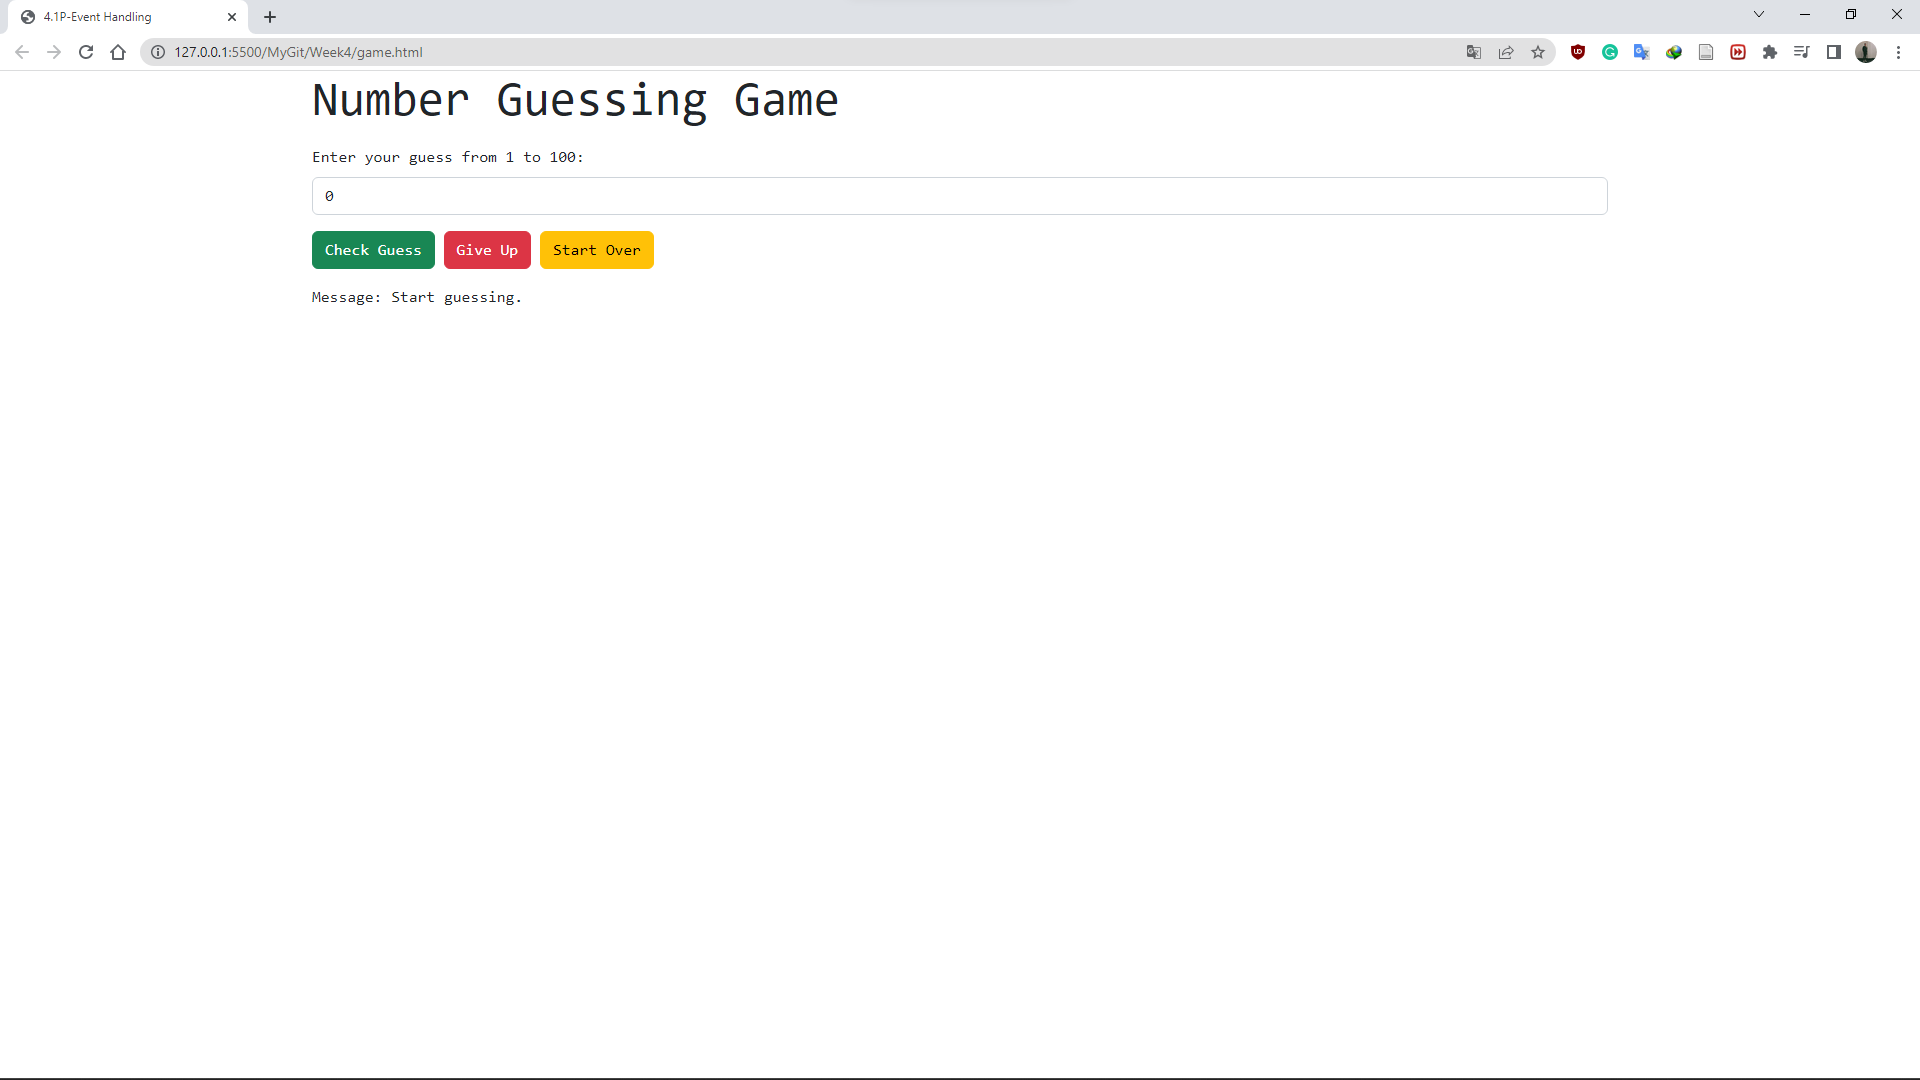 4.1P-Event Handling
127.0.0.1:5500/MyGit/Week4/game.html
Number Guessing Game
Enter your guess from 1 to 100:
0
Check Guess Give Up Start Over
Message: Start guessing.